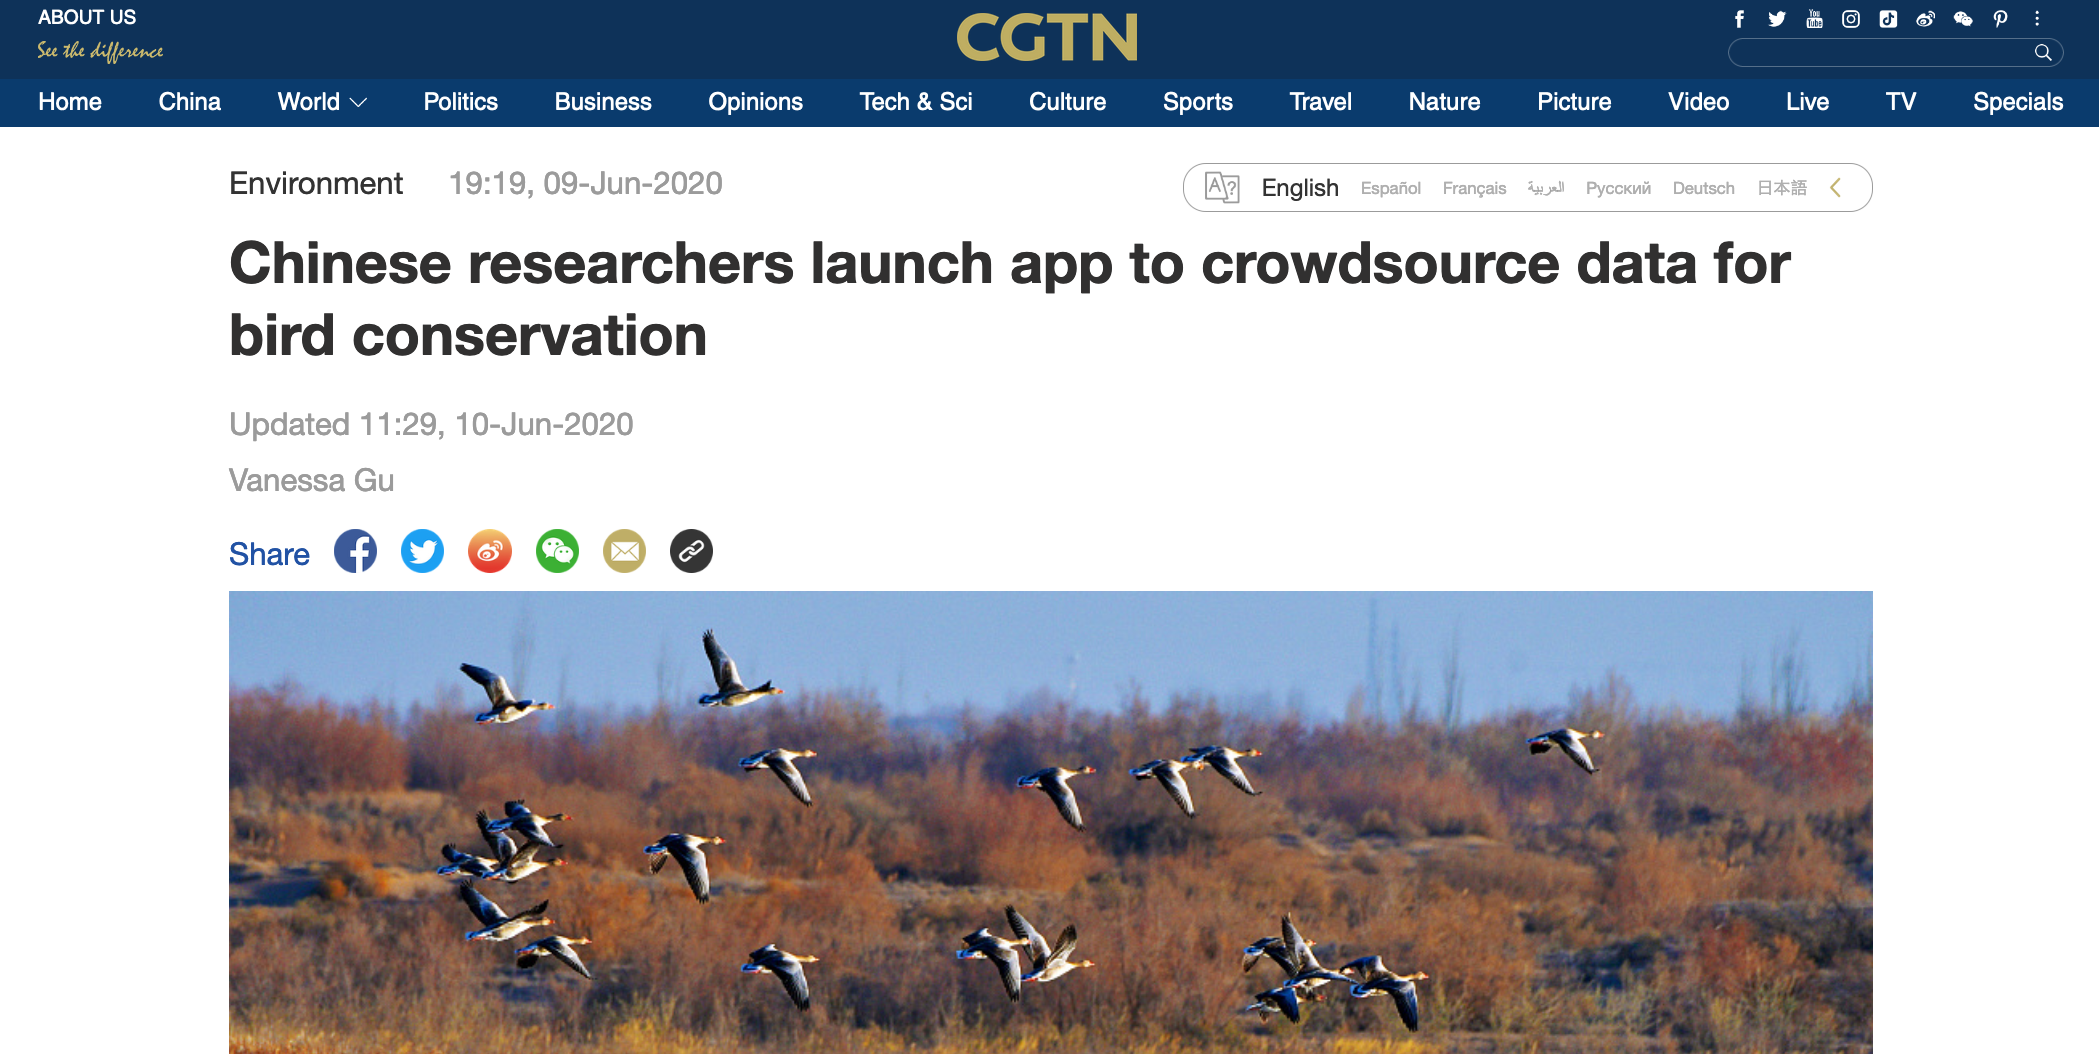 ABOUT US
See the difference
CGTN
Home China World Politics Business Opinions Tech & Sci Culture Sports Travel Nature Picture Video Live TV Specials
Environment 19:19, 09-Jun-2020
English Español Français العربية Русский Deutsch 日本語
Chinese researchers launch app to crowdsource data for
bird conservation
Updated 11:29, 10-Jun-2020
Vanessa Gu
Share